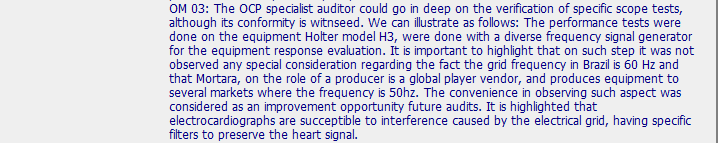 OM 03: The OCP specialist auditor could go in deep on the verification of specific scope tests,
although its conformity is witnseed. We can illustrate as follows: The performance tests were
done on the equipment Holter model H3, were done with a diverse frequency signal generator
for the equipment response evaluation. It is important to highlight that on such step it was not
observed any special consideration regarding the fact the grid frequency in Brazil is 60 Hz and
that Mortara, on the role of a producer is a global player vendor, and produces equipment to
several markets where the frequency is 50hz. The convenience in observing such aspect was
considered as an improvement opportunity future audits. It is highlighted that
electrocardiographs are succeptible to interference caused by the electrical grid, having specific
filters to preserve the heart signal.